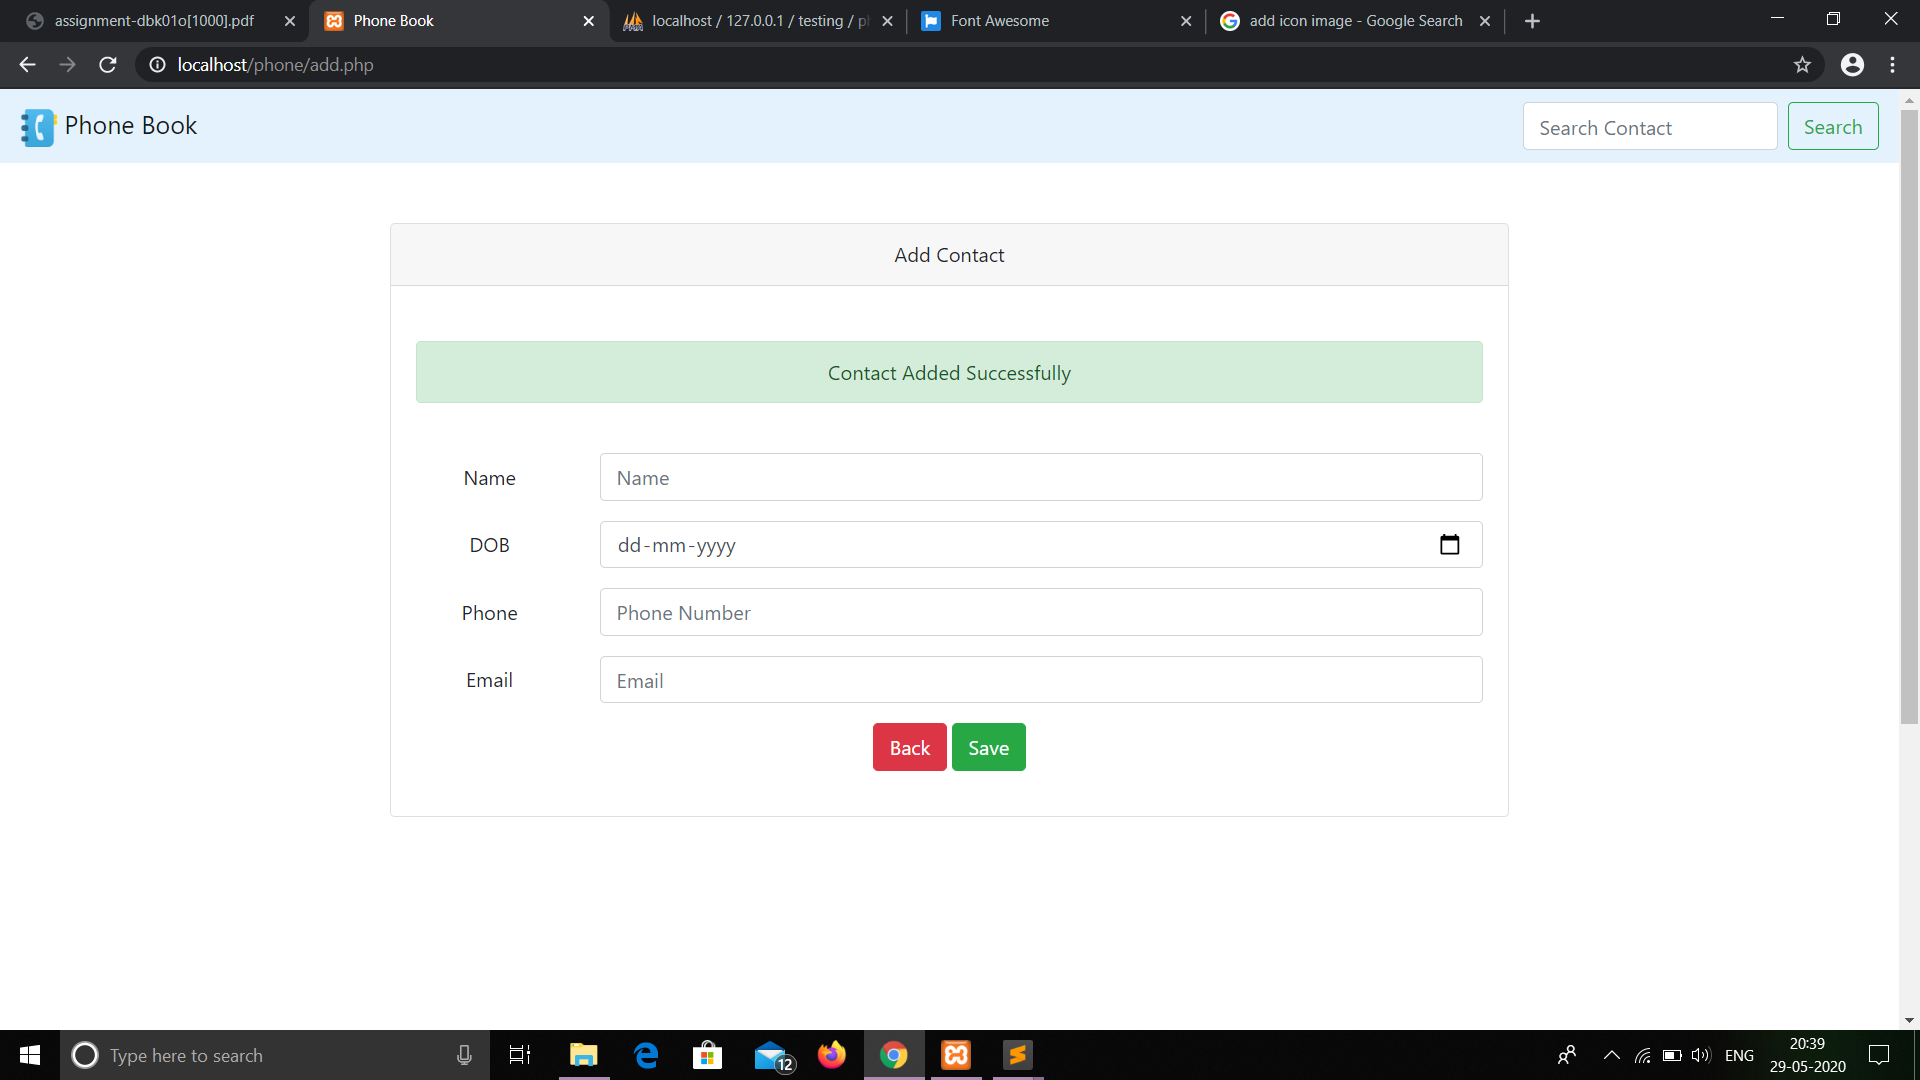 assignment-dbk01o[1000].pdf
Phone Book
localhost / 127.0.0.1 / testing / ph
Font Awesome
add icon image - Google Search
localhost/phone/add.php
Phone Book
Search Contact
Search
Add Contact
Contact Added Successfully
Name
Name
DOB
dd-mm-yyyy
Phone
Phone Number
Email
Email
Back
Save
Type here to search
12
ENG
20:39
29-05-2020